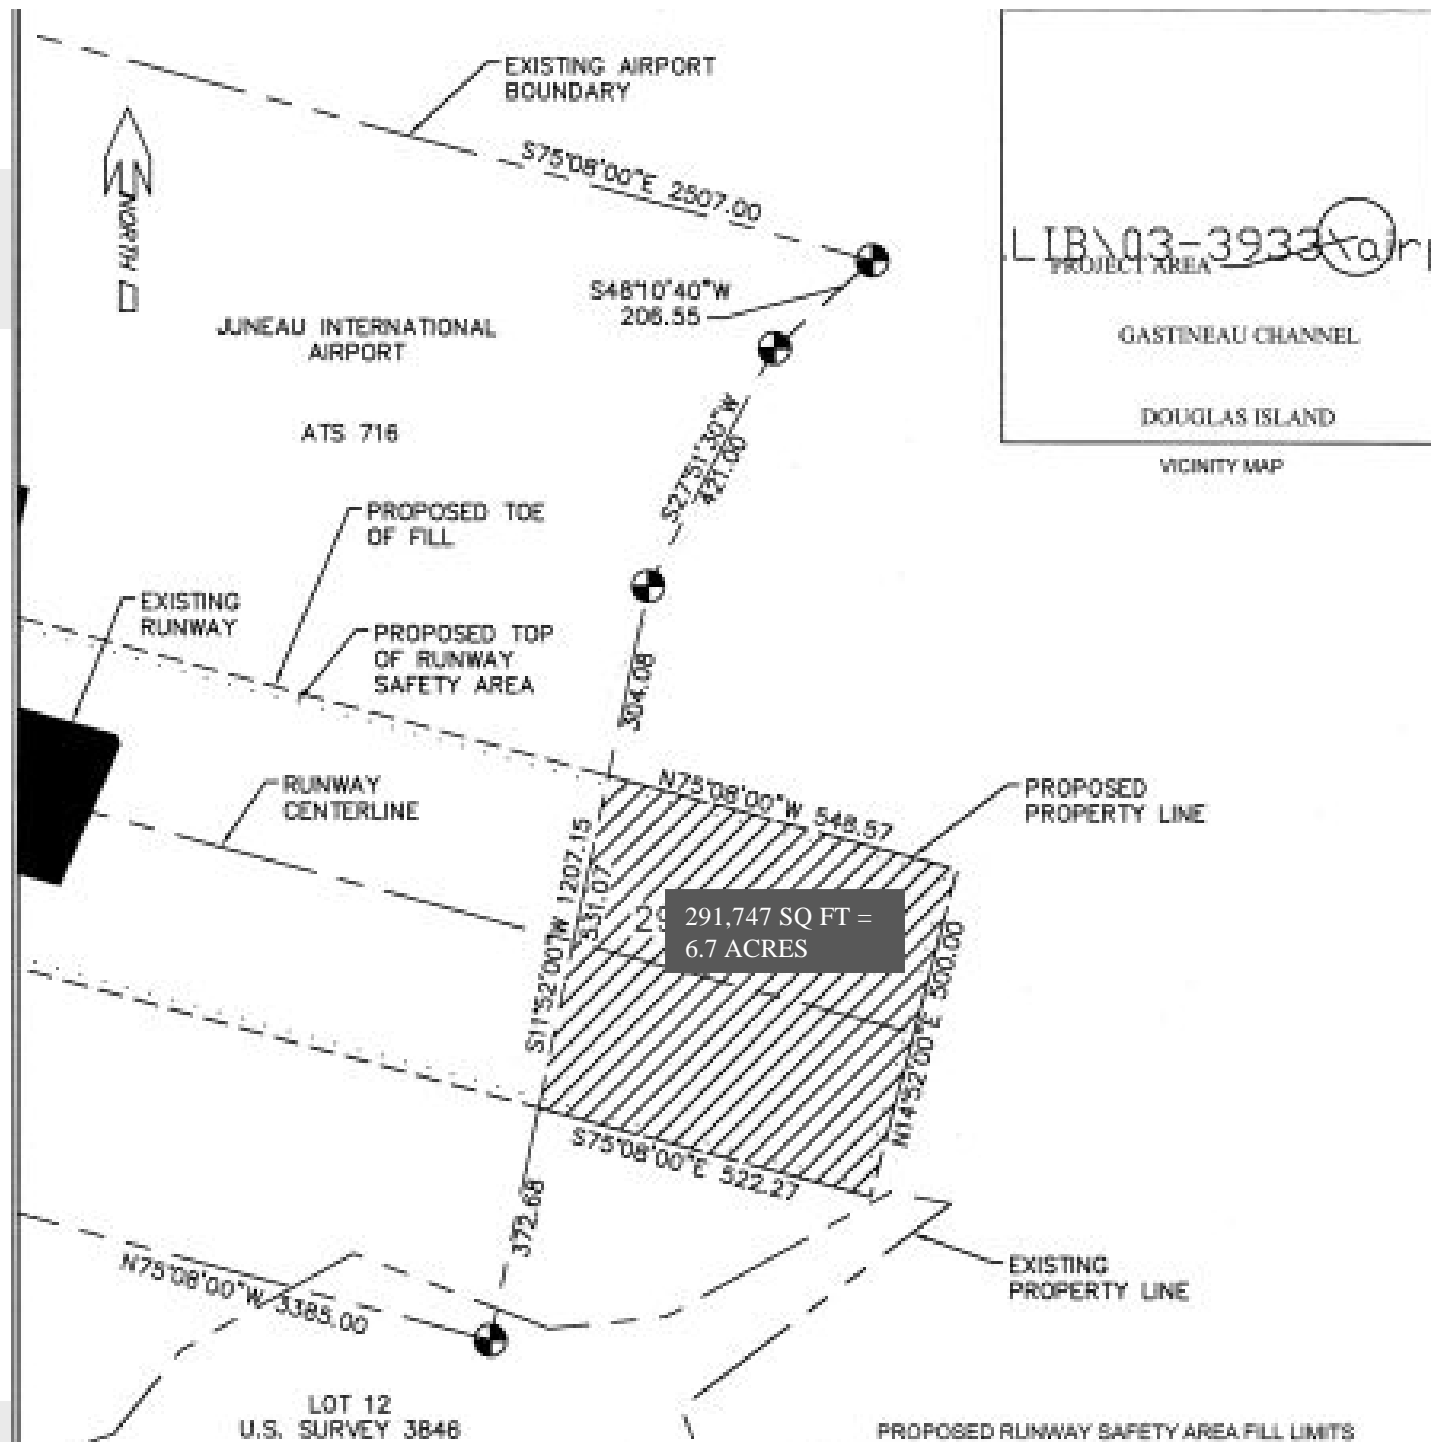 EXISTING AIRPORT
BOUNDARY
S75°08'00"E 2507.00
NORTH
S48°10'40"W
206.55
JUNEAU INTERNATIONAL
AIRPORT
ATS 716
PROJECT AREA
GASTINEAU CHANNEL
DOUGLAS ISLAND
VICINITY MAP
S27°51'30"W
421.00
PROPOSED TOE
OF FILL
EXISTING
RUNWAY
PROPOSED TOP
OF RUNWAY
SAFETY AREA
304.08
RUNWAY
CENTERLINE
N75°08'00"W 548.57
PROPOSED
PROPERTY LINE
S11°52'00"W 1207.15
531.07
291,747 SQ FT =
6.7 ACRES
N14°52'00"E 500.00
S75°08'00"E 522.27
372.68
N75°08'00"W 5385.00
EXISTING
PROPERTY LINE
LOT 12
U.S. SURVEY 3846
PROPOSED RUNWAY SAFETY AREA FILL LIMITS